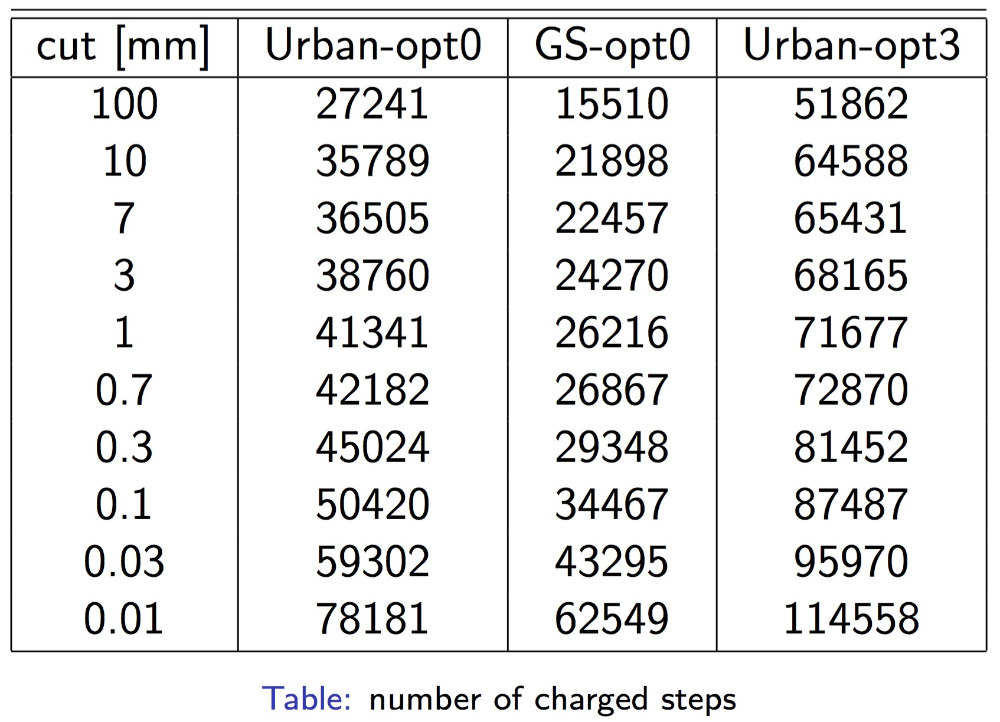 cut [mm] Urban-opt0 GS-opt0 Urban-opt3
100 27241 15510 51862
10 35789 21898 64588
7 36505 22457 65431
3 38760 24270 68165
1 41341 26216 71677
0.7 42182 26867 72870
0.3 45024 29348 81452
0.1 50420 34467 87487
0.03 59302 43295 95970
0.01 78181 62549 114558
Table: number of charged steps